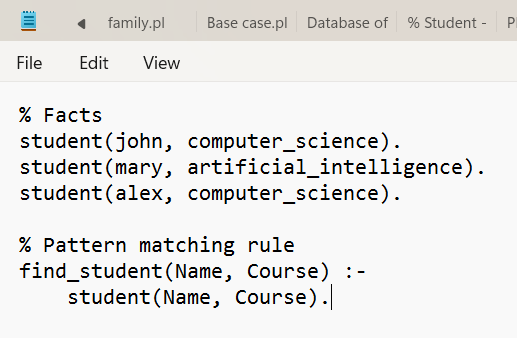 family.pl Base case.pl Database of % Student -
File Edit View
% Facts
student(john, computer_science).
student(mary, artificial_intelligence).
student(alex, computer_science).
% Pattern matching rule
find_student(Name, Course) :-
    student(Name, Course).